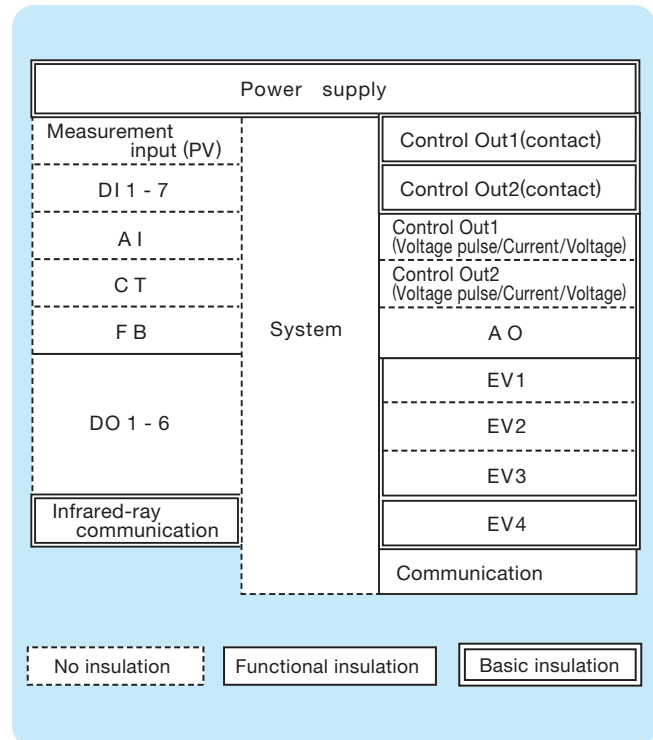 Power supply
Measurement
input (PV)
DI 1 - 7
A I
C T
F B
DO 1 - 6
Infrared-ray
communication
System
Control Out1(contact)
Control Out2(contact)
Control Out1
(Voltage pulse/Current/Voltage)
Control Out2
(Voltage pulse/Current/Voltage)
A O
EV1
EV2
EV3
EV4
Communication
No insulation
Functional insulation
Basic insulation